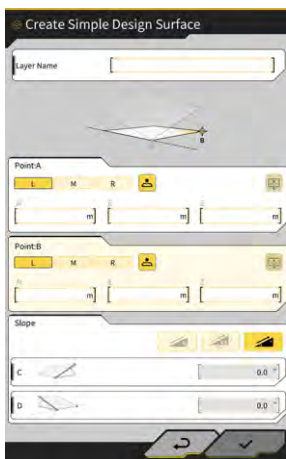 Create Simple Design Surface
Layer Name [ ]
B
Point:A
L M R
N E Z
[ m] [ m] [ m]
Point:B
L M R
N E Z
[ m] [ m] [ m]
Slope
C [ 0.0 ° ]
D [ 0.0 ° ]